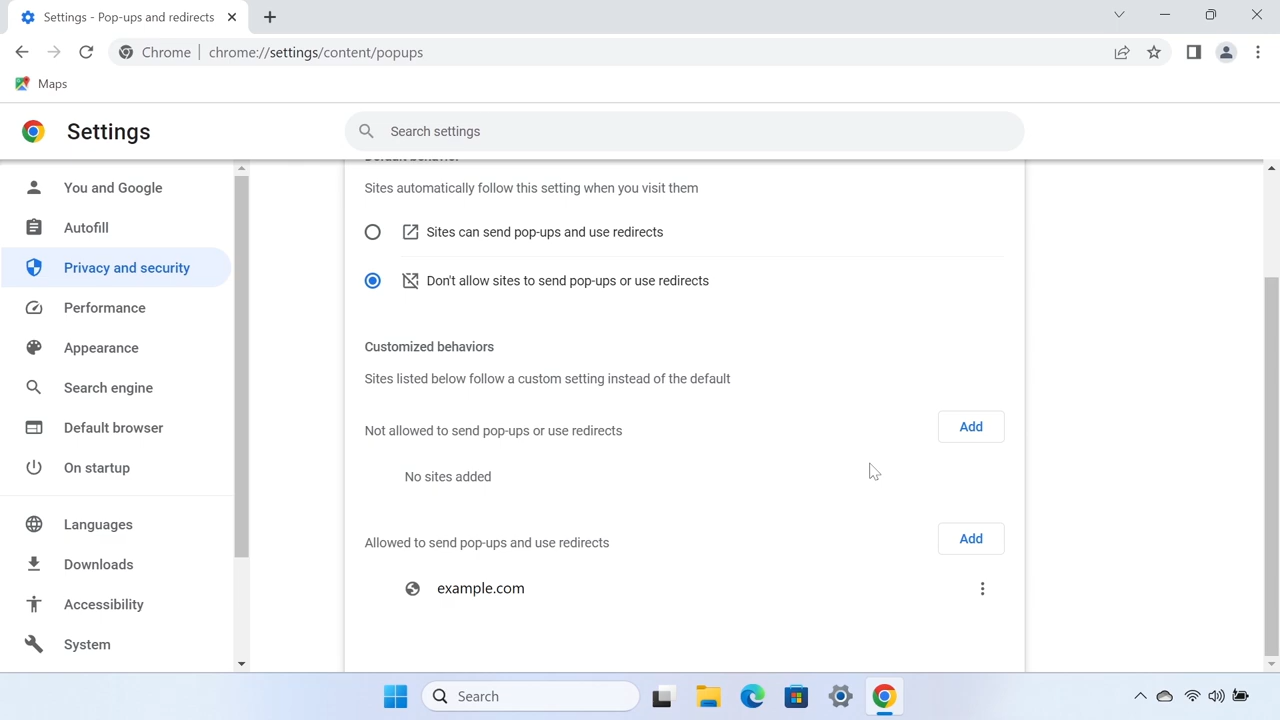 Settings - Pop-ups and redirects
Chrome | chrome://settings/content/popups
Maps
Settings
Search settings
You and Google
Autofill
Privacy and security
Performance
Appearance
Search engine
Default browser
On startup
Languages
Downloads
Accessibility
System
Default behavior
Sites automatically follow this setting when you visit them
Sites can send pop-ups and use redirects
Don't allow sites to send pop-ups or use redirects
Customized behaviors
Sites listed below follow a custom setting instead of the default
Not allowed to send pop-ups or use redirects
Add
No sites added
Allowed to send pop-ups and use redirects
Add
example.com
Search